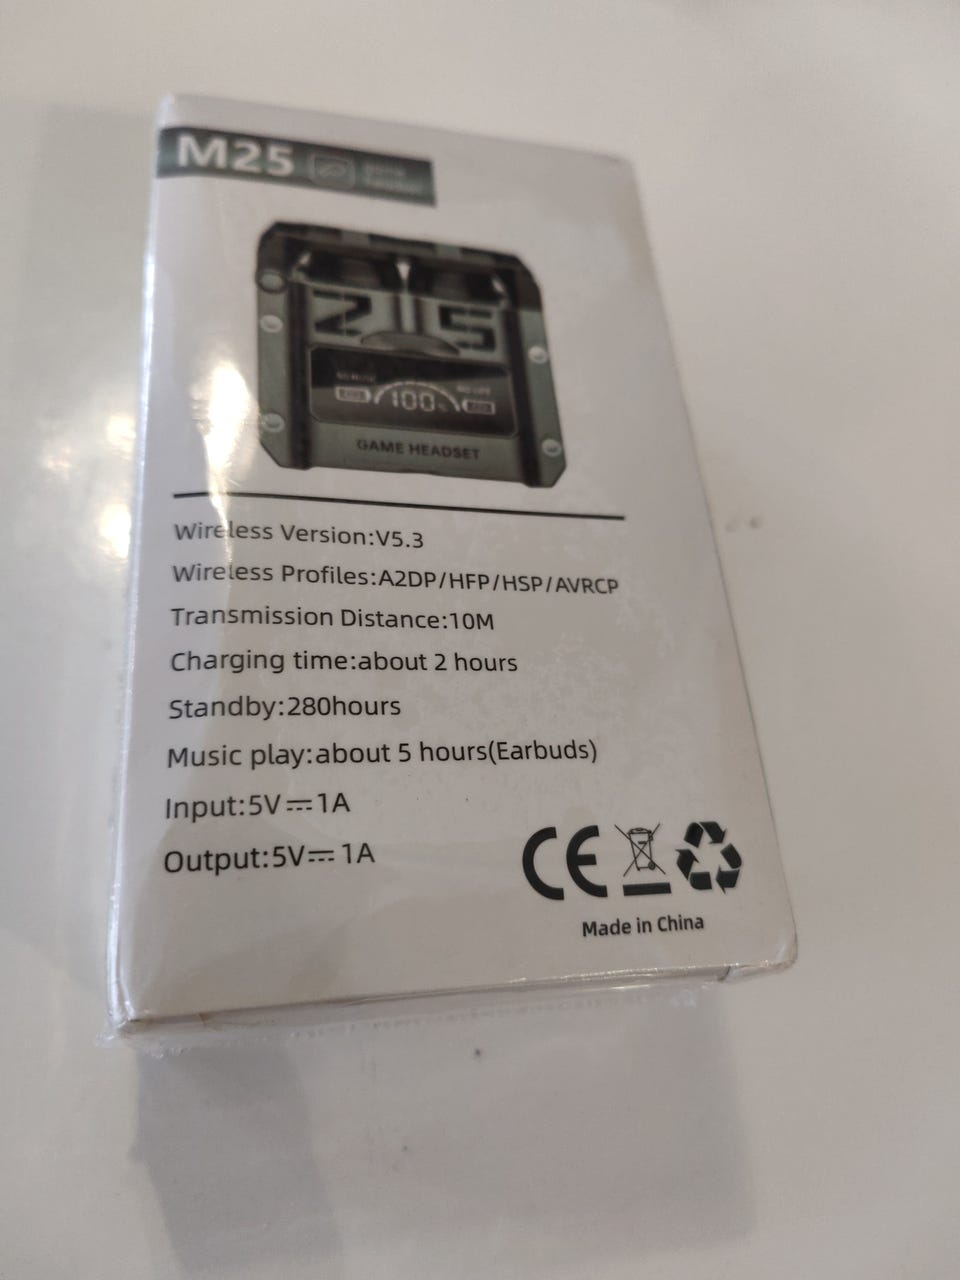 M25
25
100%
GAME HEADSET
Wireless Version:V5.3
Wireless Profiles:A2DP/HFP/HSP/AVRCP
Transmission Distance:10M
Charging time:about 2 hours
Standby:280hours
Music play:about 5 hours(Earbuds)
Input:5V⎓1A
Output:5V⎓1A
CE
Made in China